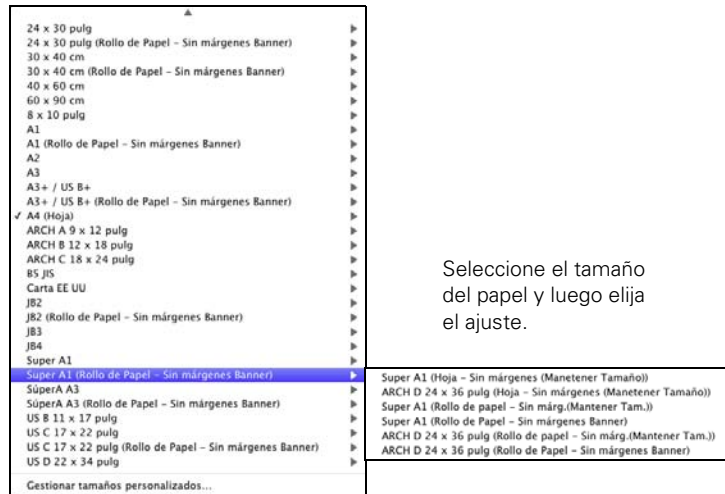 24 x 30 pulg
24 x 30 pulg (Rollo de Papel – Sin márgenes Banner)
30 x 40 cm
30 x 40 cm (Rollo de Papel – Sin márgenes Banner)
40 x 60 cm
60 x 90 cm
8 x 10 pulg
A1
A1 (Rollo de Papel – Sin márgenes Banner)
A2
A3
A3+ / US B+
A3+ / US B+ (Rollo de Papel – Sin márgenes Banner)
✓ A4 (Hoja)
ARCH A 9 x 12 pulg
ARCH B 12 x 18 pulg
ARCH C 18 x 24 pulg
B5 JIS
Carta EE UU
JB2
JB2 (Rollo de Papel – Sin márgenes Banner)
JB3
JB4
Super A1
Super A1 (Rollo de Papel – Sin márgenes Banner)
SúperA A3
SúperA A3 (Rollo de Papel – Sin márgenes Banner)
US B 11 x 17 pulg
US C 17 x 22 pulg
US C 17 x 22 pulg (Rollo de Papel – Sin márgenes Banner)
US D 22 x 34 pulg
Gestionar tamaños personalizados...
Seleccione el tamaño
del papel y luego elija
el ajuste.
Super A1 (Hoja – Sin márgenes (Manetener Tamaño))
ARCH D 24 x 36 pulg (Hoja – Sin márgenes (Manetener Tamaño))
Super A1 (Rollo de papel – Sin márg.(Mantener Tam.))
Super A1 (Rollo de Papel – Sin márgenes Banner)
ARCH D 24 x 36 pulg (Rollo de papel – Sin márg.(Mantener Tam.))
ARCH D 24 x 36 pulg (Rollo de Papel – Sin márgenes Banner)